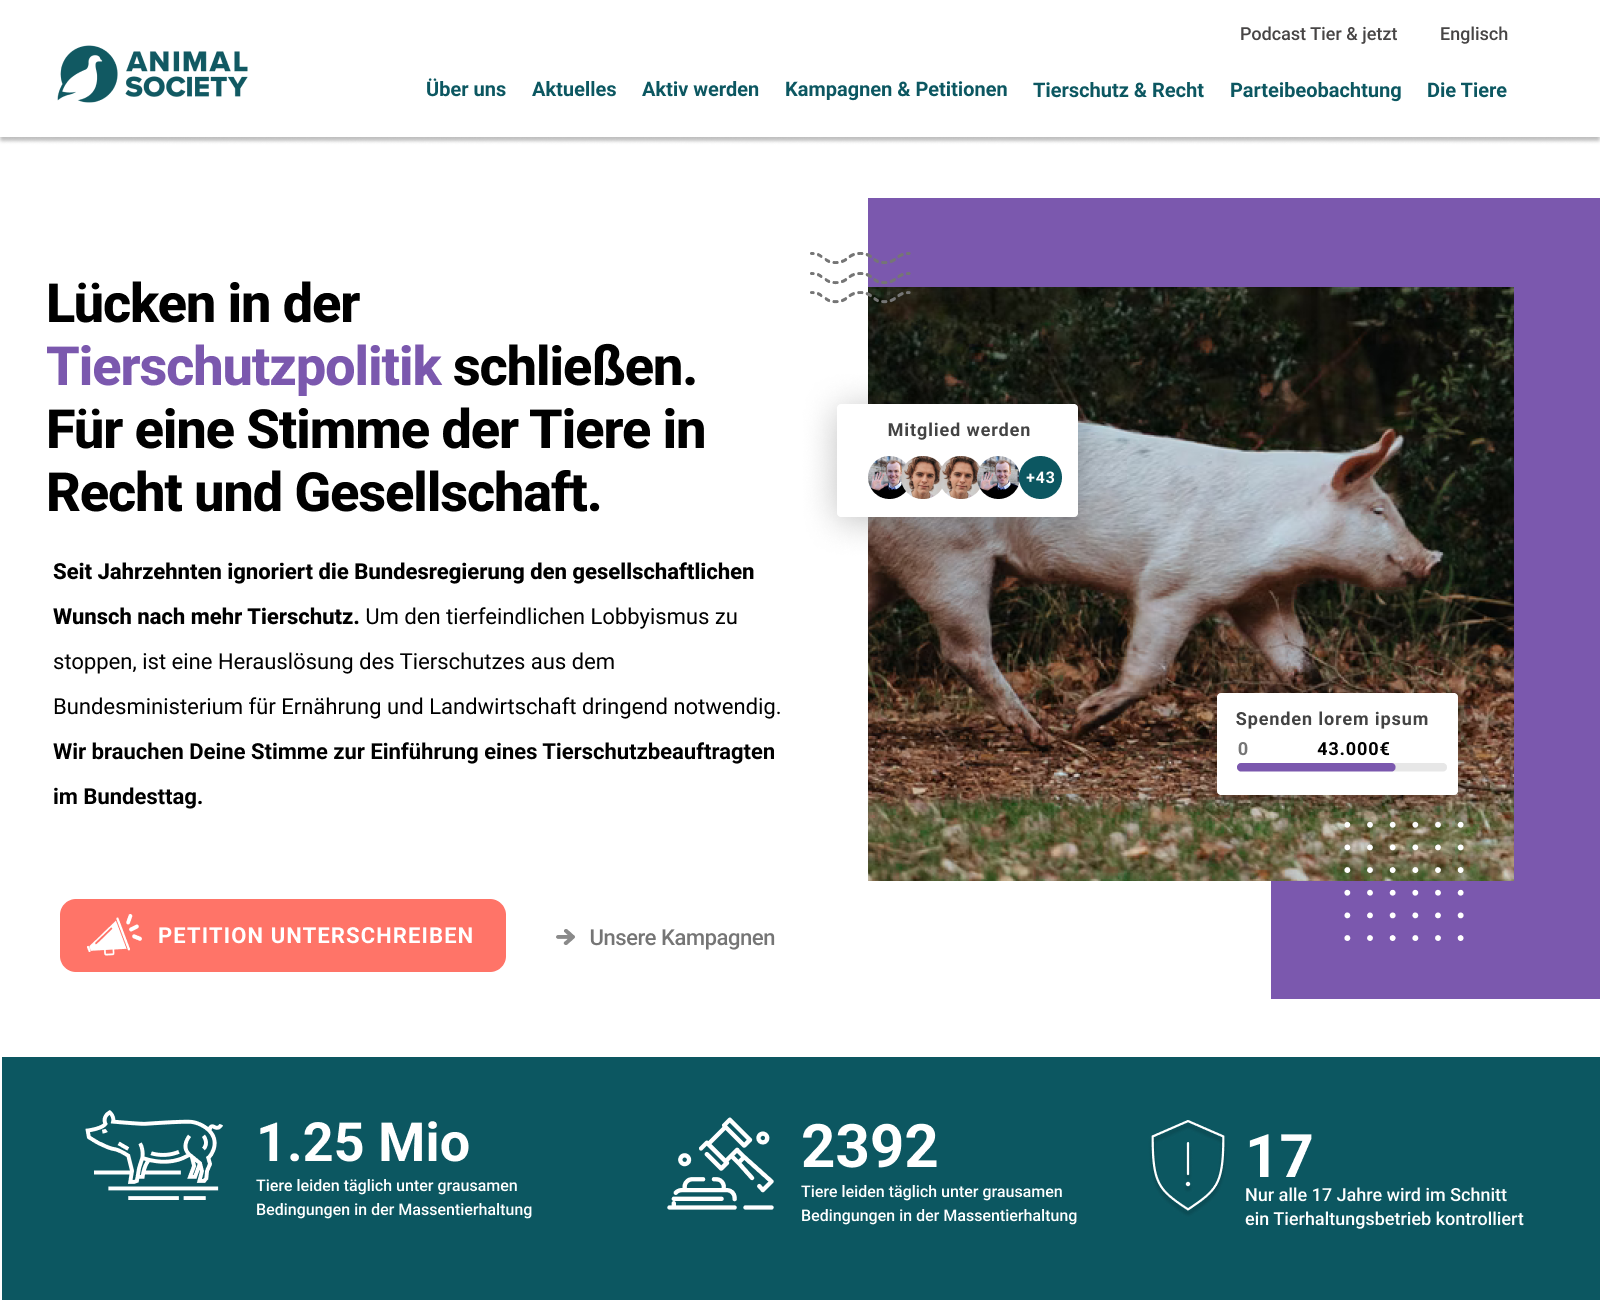 Podcast Tier & jetzt Englisch
ANIMAL
SOCIETY
Über uns Aktuelles Aktiv werden Kampagnen & Petitionen Tierschutz & Recht Parteibeobachtung Die Tiere
Lücken in der
Tierschutzpolitik schließen.
Für eine Stimme der Tiere in
Recht und Gesellschaft.
Seit Jahrzehnten ignoriert die Bundesregierung den gesellschaftlichen
Wunsch nach mehr Tierschutz. Um den tierfeindlichen Lobbyismus zu
stoppen, ist eine Herauslösung des Tierschutzes aus dem
Bundesministerium für Ernährung und Landwirtschaft dringend notwendig.
Wir brauchen Deine Stimme zur Einführung eines Tierschutzbeauftragten
im Bundesttag.
PETITION UNTERSCHREIBEN
Unsere Kampagnen
Mitglied werden
+43
Spenden lorem ipsum
0 43.000€
1.25 Mio
Tiere leiden täglich unter grausamen
Bedingungen in der Massentierhaltung
2392
Tiere leiden täglich unter grausamen
Bedingungen in der Massentierhaltung
17
Nur alle 17 Jahre wird im Schnitt
ein Tierhaltungsbetrieb kontrolliert